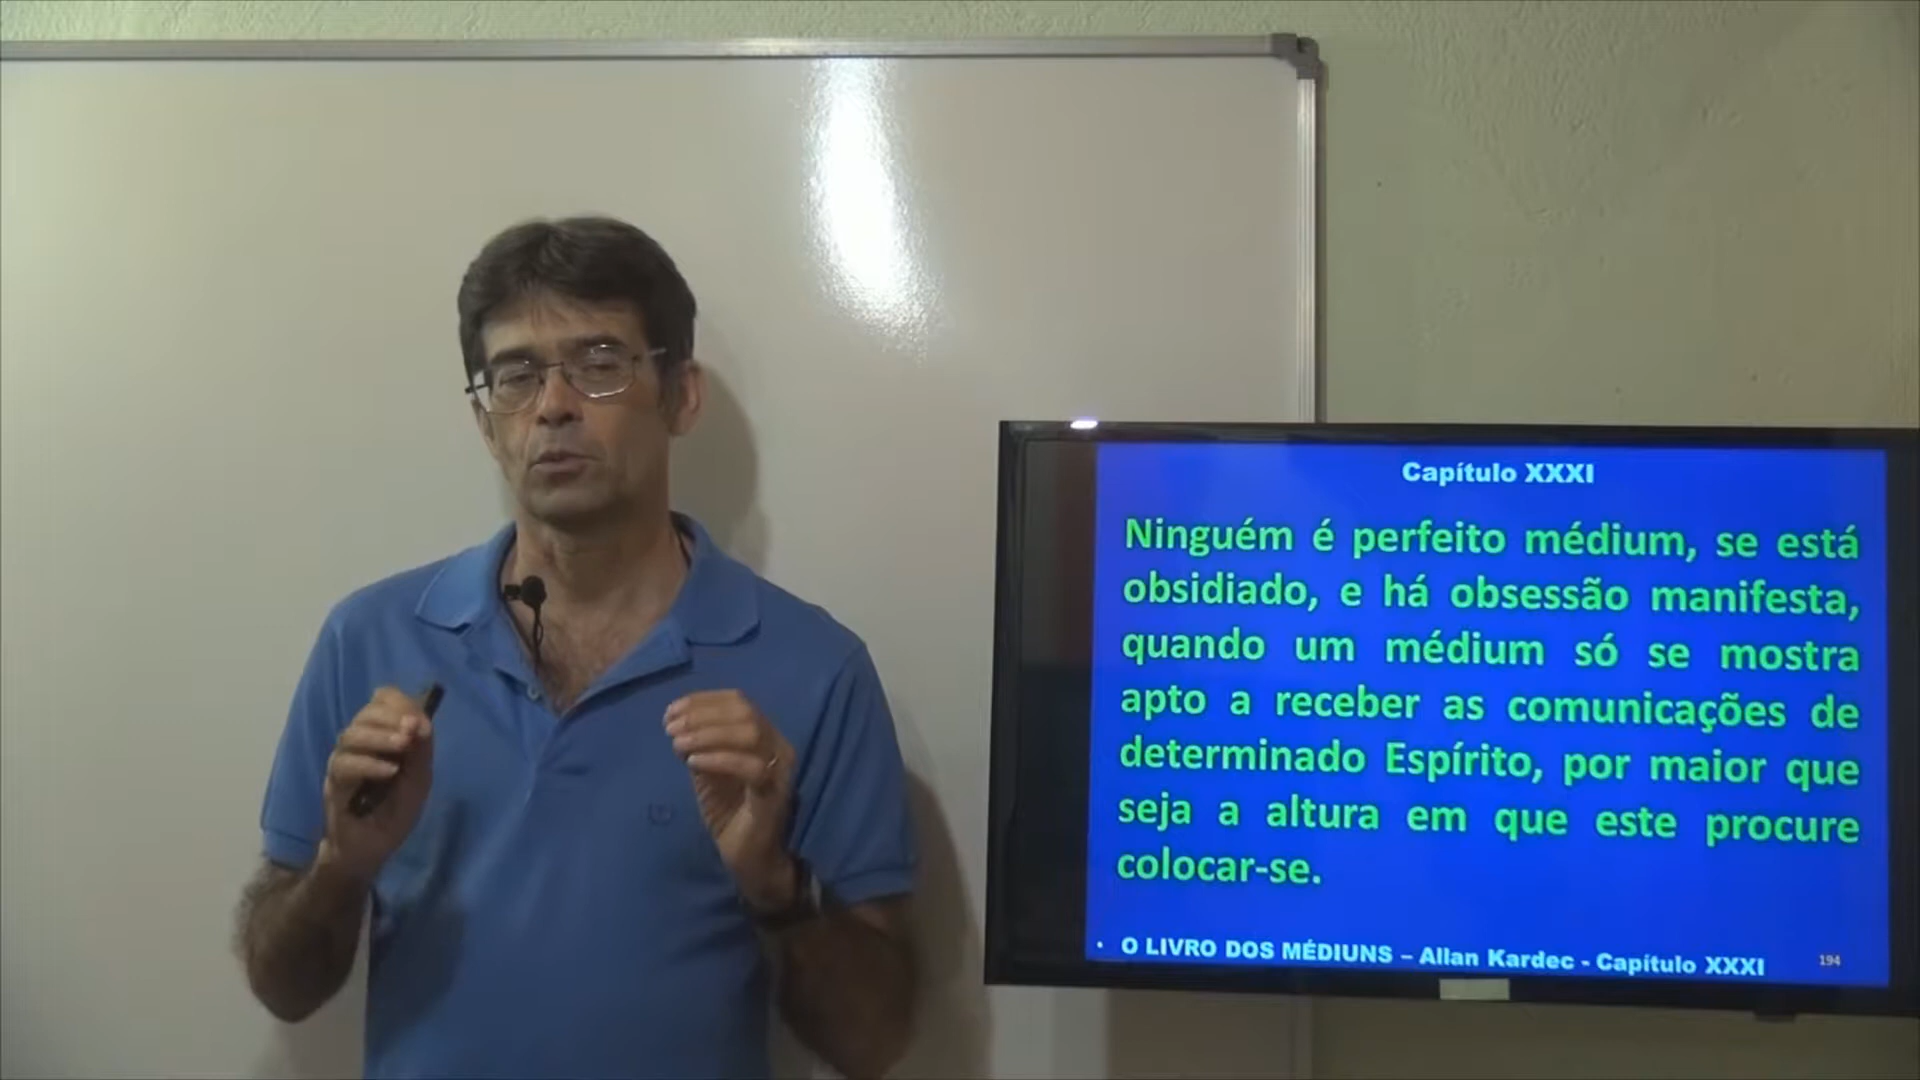 Capítulo XXXI
Ninguém é perfeito médium, se está
obsidiado, e há obsessão manifesta,
quando um médium só se mostra
apto a receber as comunicações de
determinado Espírito, por maior que
seja a altura em que este procure
colocar-se.
• O LIVRO DOS MÉDIUNS – Allan Kardec - Capítulo XXXI
194